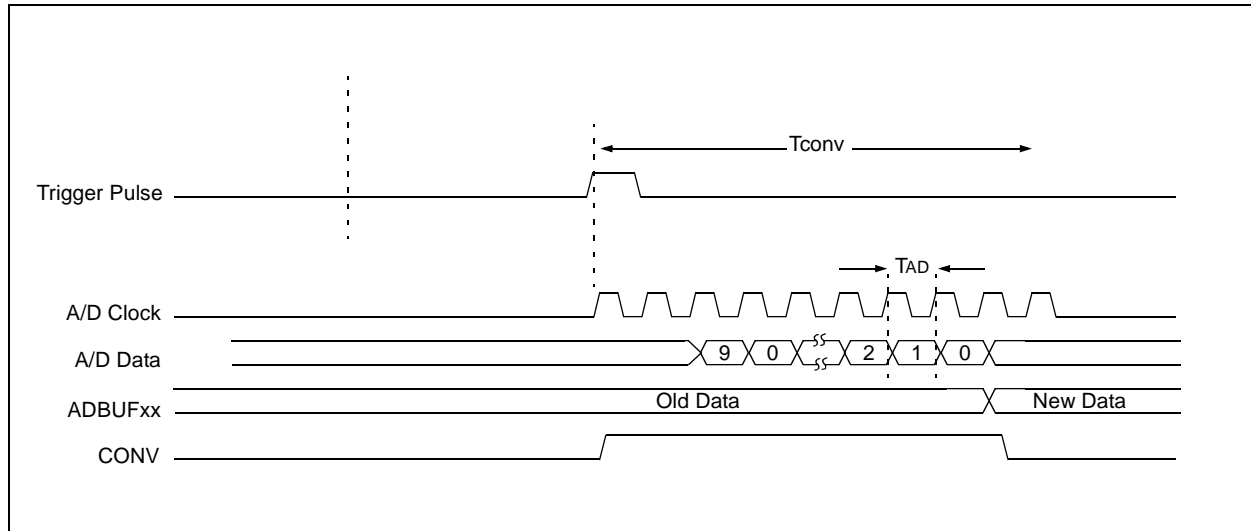 Tconv
Trigger Pulse
TAD
A/D Clock
A/D Data
9 0 2 1 0
ADBUFxx
Old Data New Data
CONV